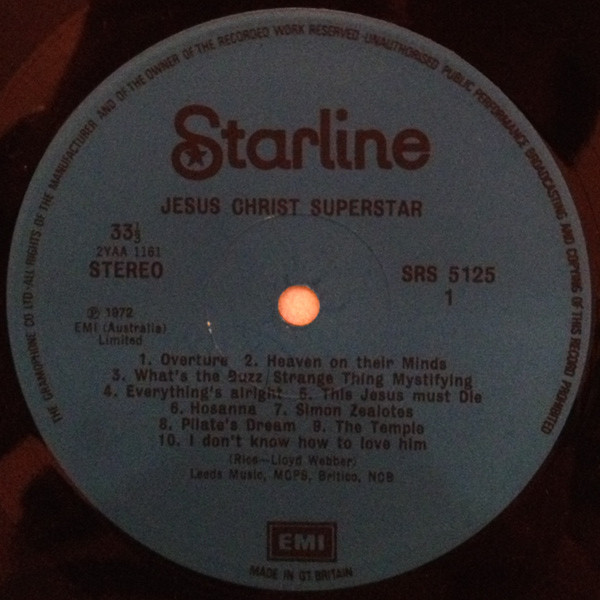 THE GRAMOPHONE CO LTD·ALL RIGHTS OF THE MANUFACTURER AND OF THE OWNER OF THE RECORDED WORK RESERVED·UNAUTHORISED PUBLIC PERFORMANCE BROADCASTING AND COPYING OF THIS RECORD PROHIBITED
Starline
JESUS CHRIST SUPERSTAR
33⅓
2YAA 1161
STEREO
SRS 5125
1
℗ 1972
EMI (Australia)
Limited
1. Overture 2. Heaven on their Minds
3. What's the Buzz/Strange Thing Mystifying
4. Everything's alright 5. This Jesus must Die
6. Hosanna 7. Simon Zealotes
8. Pilate's Dream 9. The Temple
10. I don't know how to love him
(Rice—Lloyd Webber)
Leeds Music, MCPS, Britico, NCB
EMI
MADE IN GT. BRITAIN